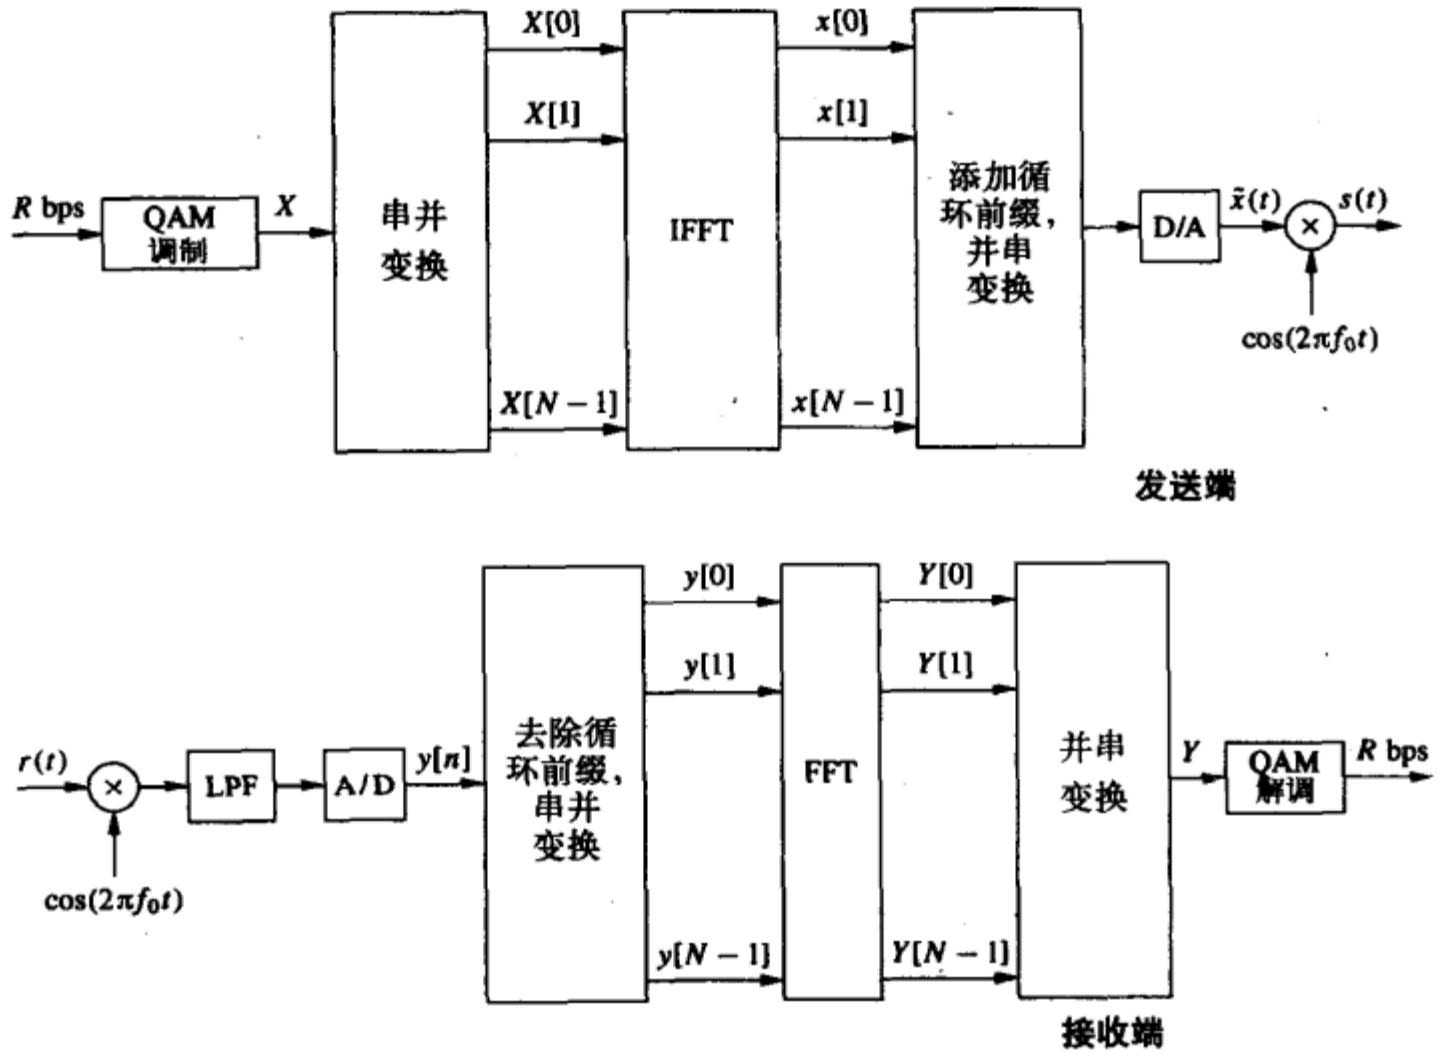 X[0]
x[0]
X[1]
x[1]
R bps
QAM
调制
X
串并
变换
IFFT
添加循
环前缀,
并串
变换
D/A
x̃(t)
×
s(t)
cos(2πf₀t)
X[N − 1]
x[N − 1]
发送端
y[0]
Y[0]
y[1]
Y[1]
r(t)
×
LPF
A/D
y[n]
去除循
环前缀,
串并
变换
FFT
并串
变换
Y
QAM
解调
R bps
cos(2πf₀t)
y[N − 1]
Y[N − 1]
接收端